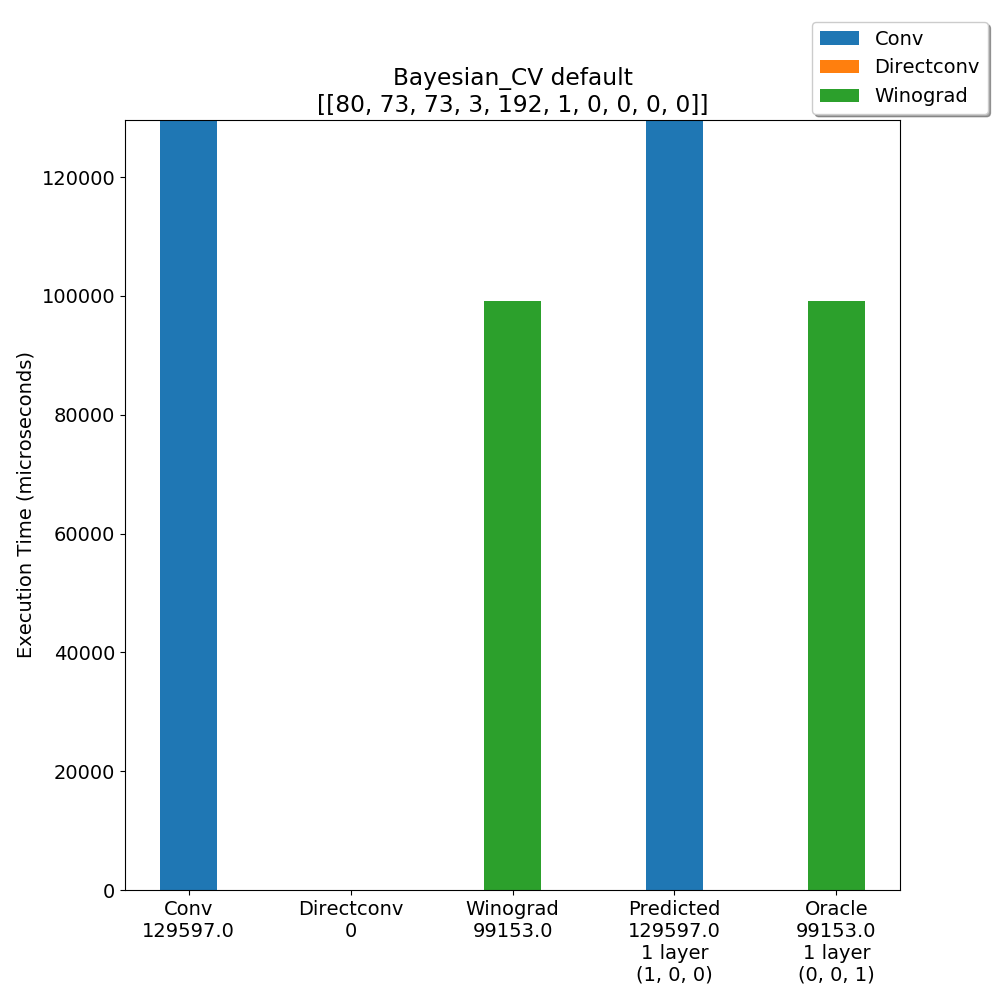 Conv
Directconv
Winograd
Bayesian_CV default
[[80, 73, 73, 3, 192, 1, 0, 0, 0, 0]]
Execution Time (microseconds)
120000
100000
80000
60000
40000
20000
0
Conv
129597.0
Directconv
0
Winograd
99153.0
Predicted
129597.0
1 layer
(1, 0, 0)
Oracle
99153.0
1 layer
(0, 0, 1)